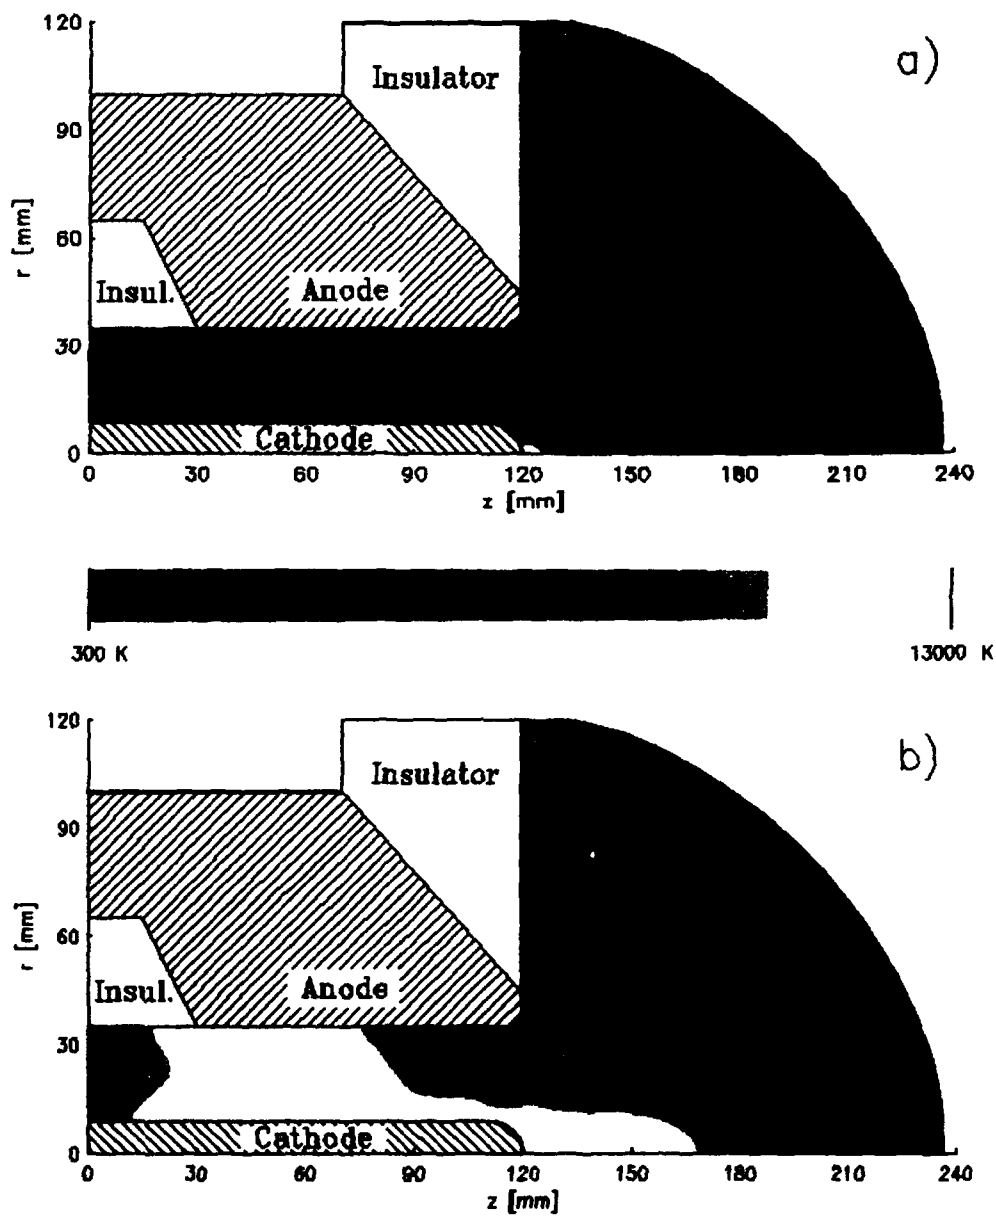 120
a)
Insulator
90
r [mm]
60
Insul.
Anode
30
Cathode
0
0 30 60 90 120 150 180 210 240
z [mm]
300 K
13000 K
120
b)
Insulator
90
r [mm]
60
Insul.
Anode
30
Cathode
0
0 30 60 90 120 150 180 210 240
z [mm]